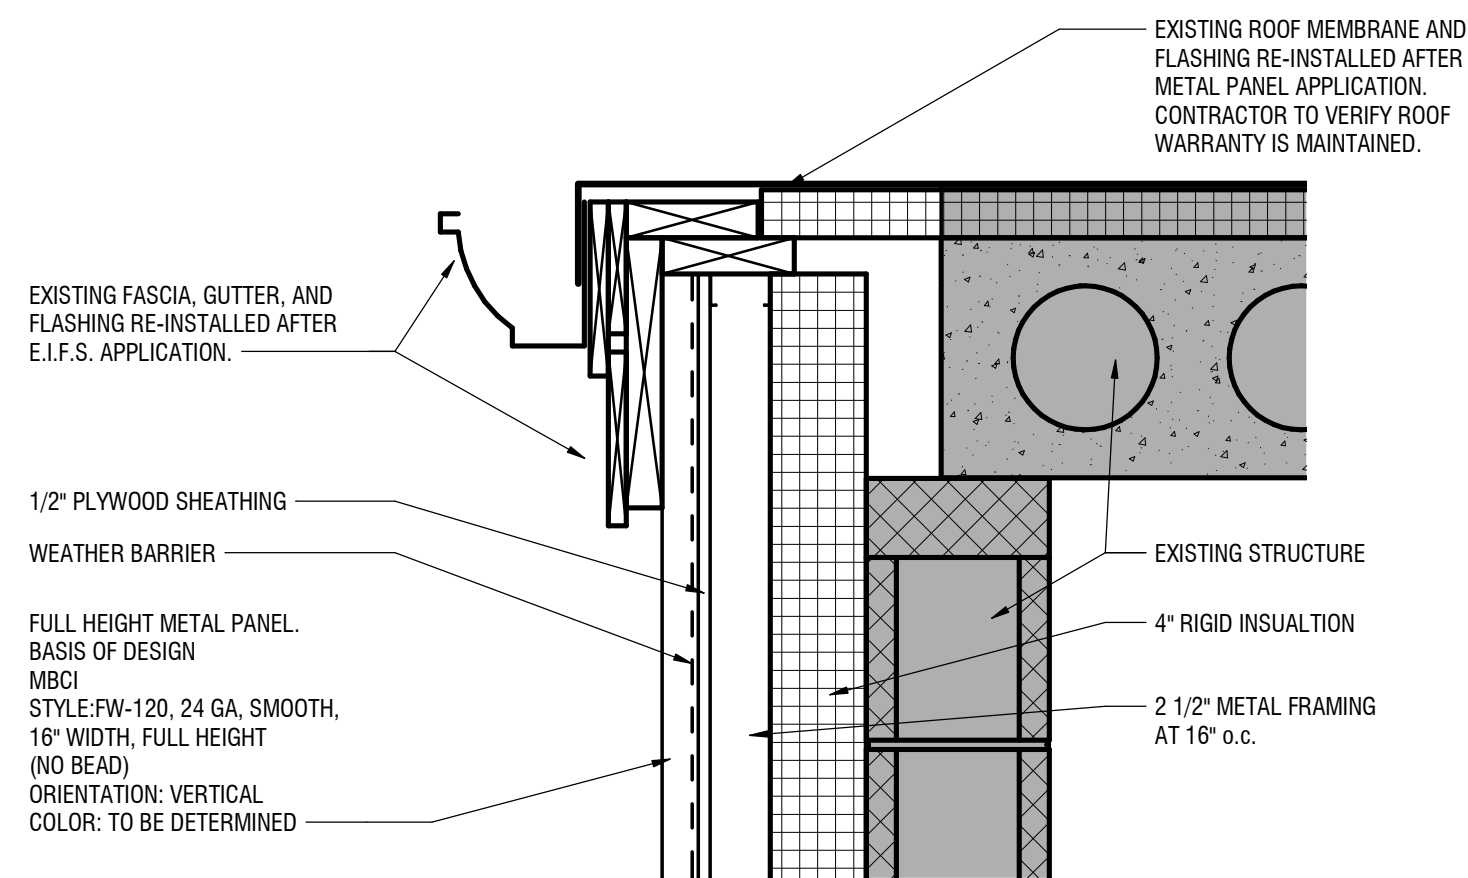 EXISTING ROOF MEMBRANE AND
FLASHING RE-INSTALLED AFTER
METAL PANEL APPLICATION.
CONTRACTOR TO VERIFY ROOF
WARRANTY IS MAINTAINED.
EXISTING FASCIA, GUTTER, AND
FLASHING RE-INSTALLED AFTER
E.I.F.S. APPLICATION.
1/2" PLYWOOD SHEATHING
WEATHER BARRIER
FULL HEIGHT METAL PANEL.
BASIS OF DESIGN
MBCI
STYLE:FW-120, 24 GA, SMOOTH,
16" WIDTH, FULL HEIGHT
(NO BEAD)
ORIENTATION: VERTICAL
COLOR: TO BE DETERMINED
EXISTING STRUCTURE
4" RIGID INSUALTION
2 1/2" METAL FRAMING
AT 16" o.c.